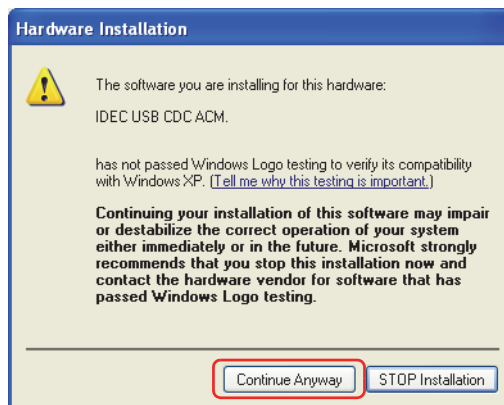 Hardware Installation
The software you are installing for this hardware:
IDEC USB CDC ACM.
has not passed Windows Logo testing to verify its compatibility
with Windows XP. (Tell me why this testing is important.)
Continuing your installation of this software may impair
or destabilize the correct operation of your system
either immediately or in the future. Microsoft strongly
recommends that you stop this installation now and
contact the hardware vendor for software that has
passed Windows Logo testing.
Continue Anyway
STOP Installation